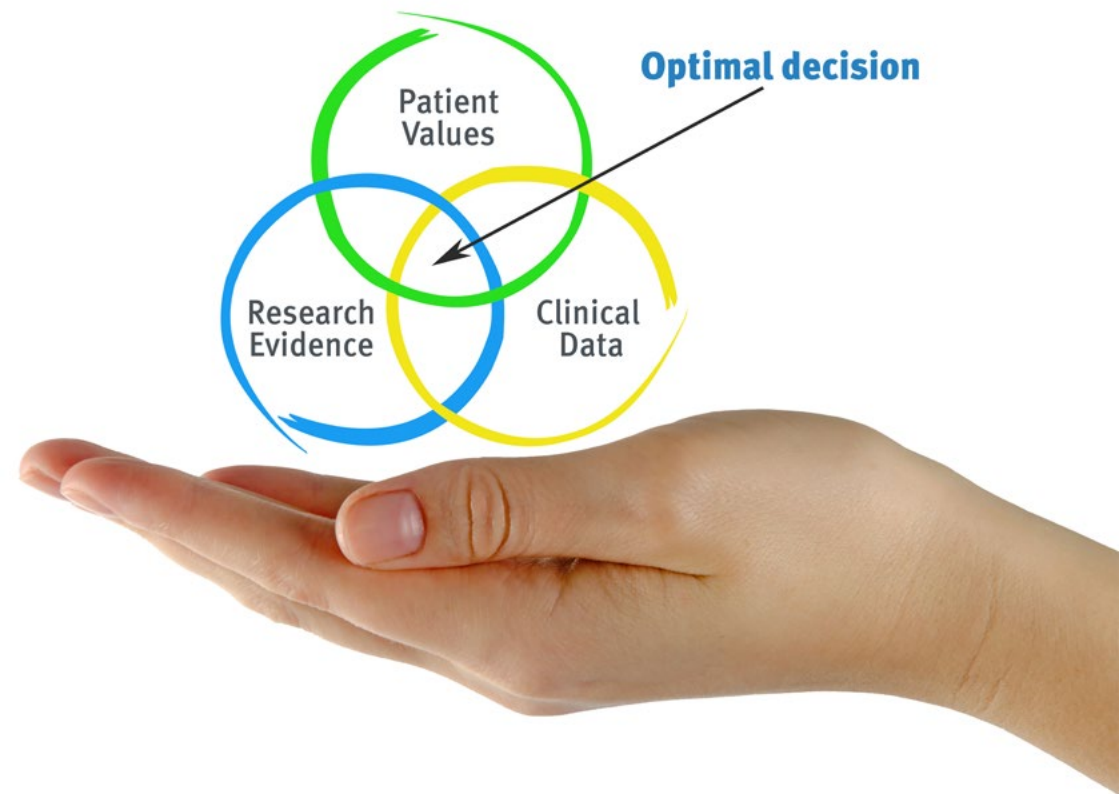 Optimal decision
Patient
Values
Research
Evidence
Clinical
Data